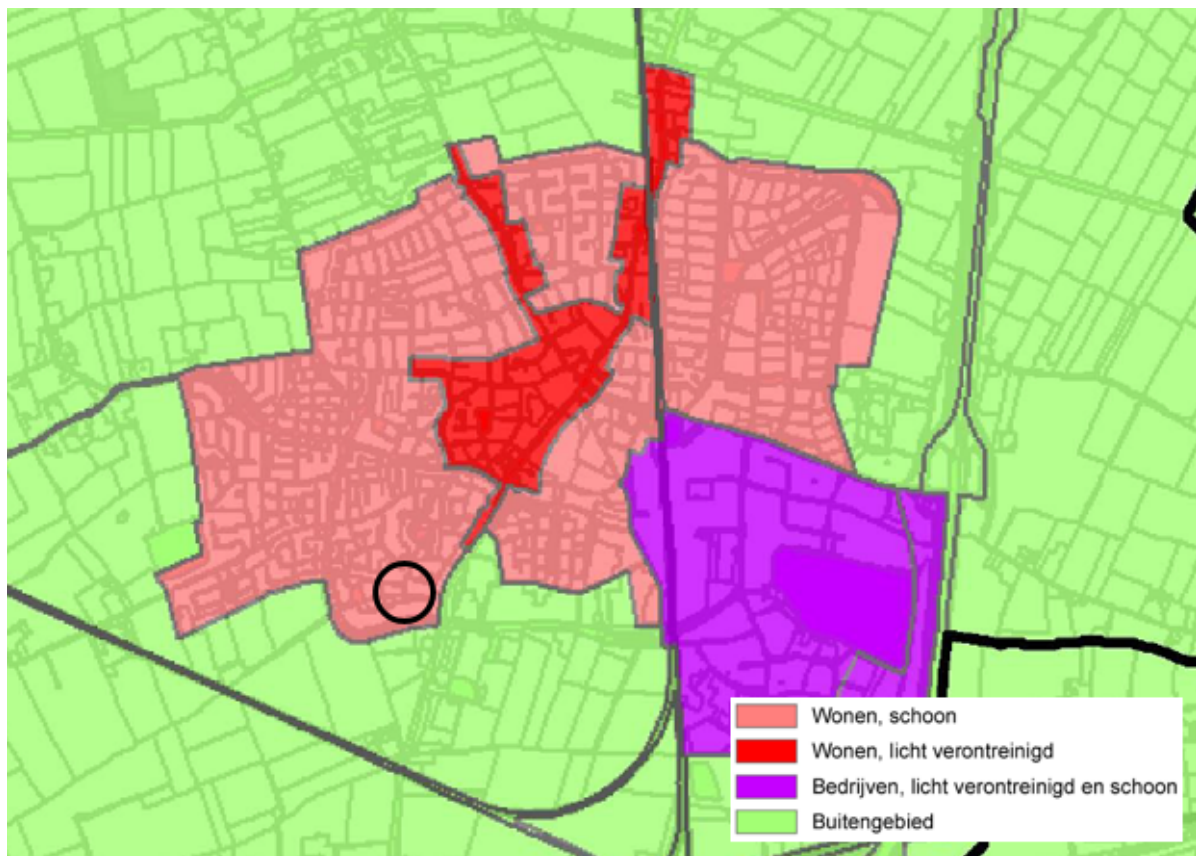 Wonen, schoon
Wonen, licht verontreinigd
Bedrijven, licht verontreinigd en schoon
Buitengebied